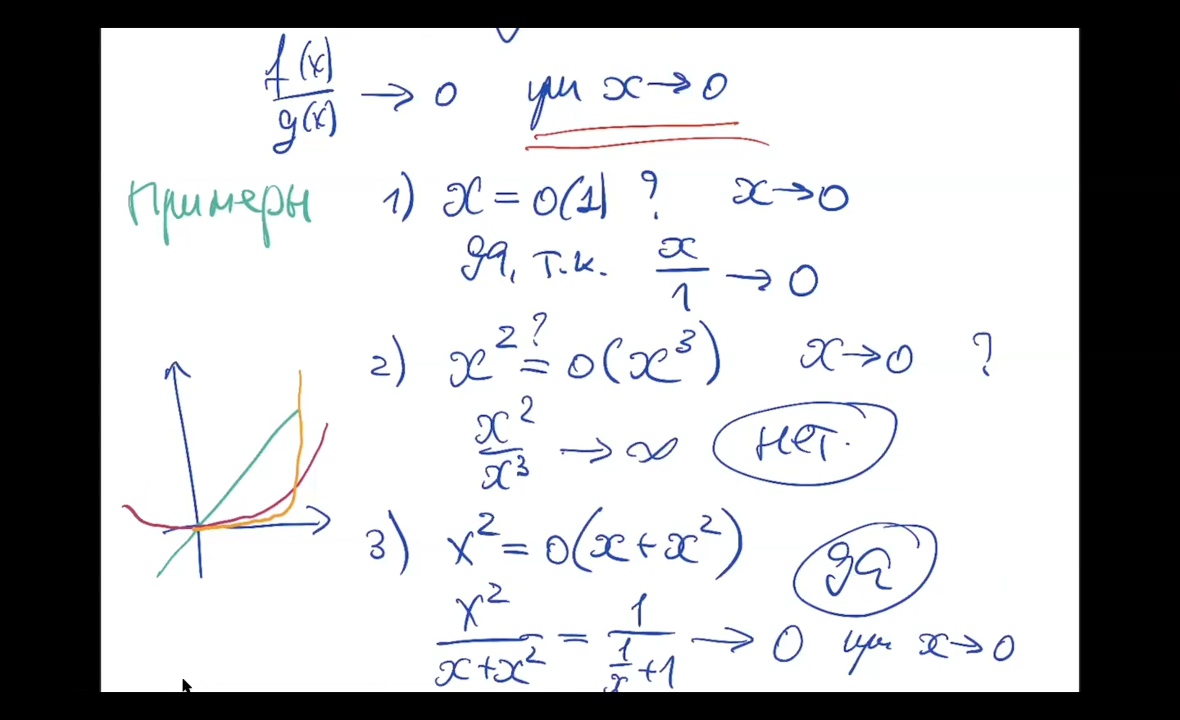 f(x)/g(x) → 0 при x → 0
Примеры 1) x = o(1) ? x → 0
да, т.к. x/1 → 0
2) x² ?= o(x³) x → 0 ?
x²/x³ → ∞ нет.
3) x² = o(x + x²) да
x²/(x + x²) = 1/(1/x + 1) → 0 при x → 0